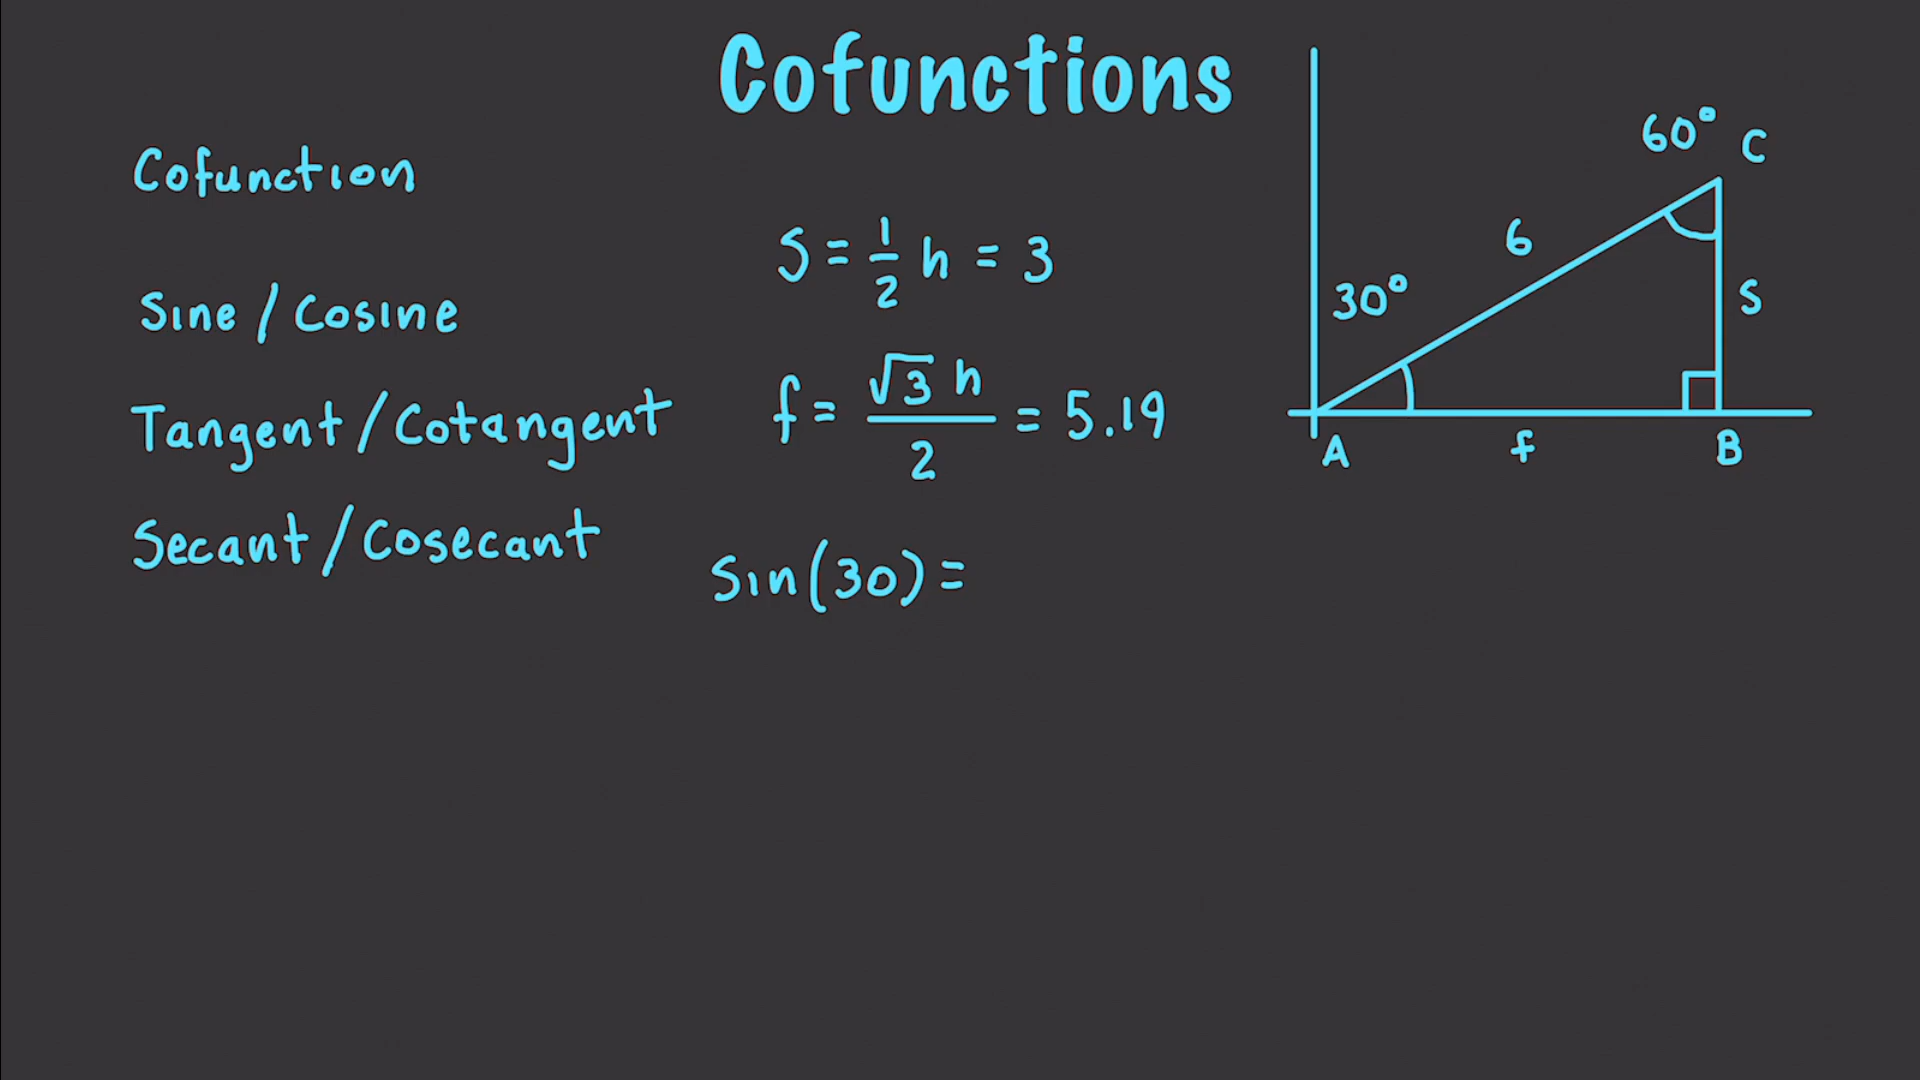 Cofunctions
Cofunction
Sine / Cosine
Tangent / Cotangent
Secant / Cosecant
S = 1/2 h = 3
f = √3 h / 2 = 5.19
Sin(30) =
60° C
6
30°
S
A f B